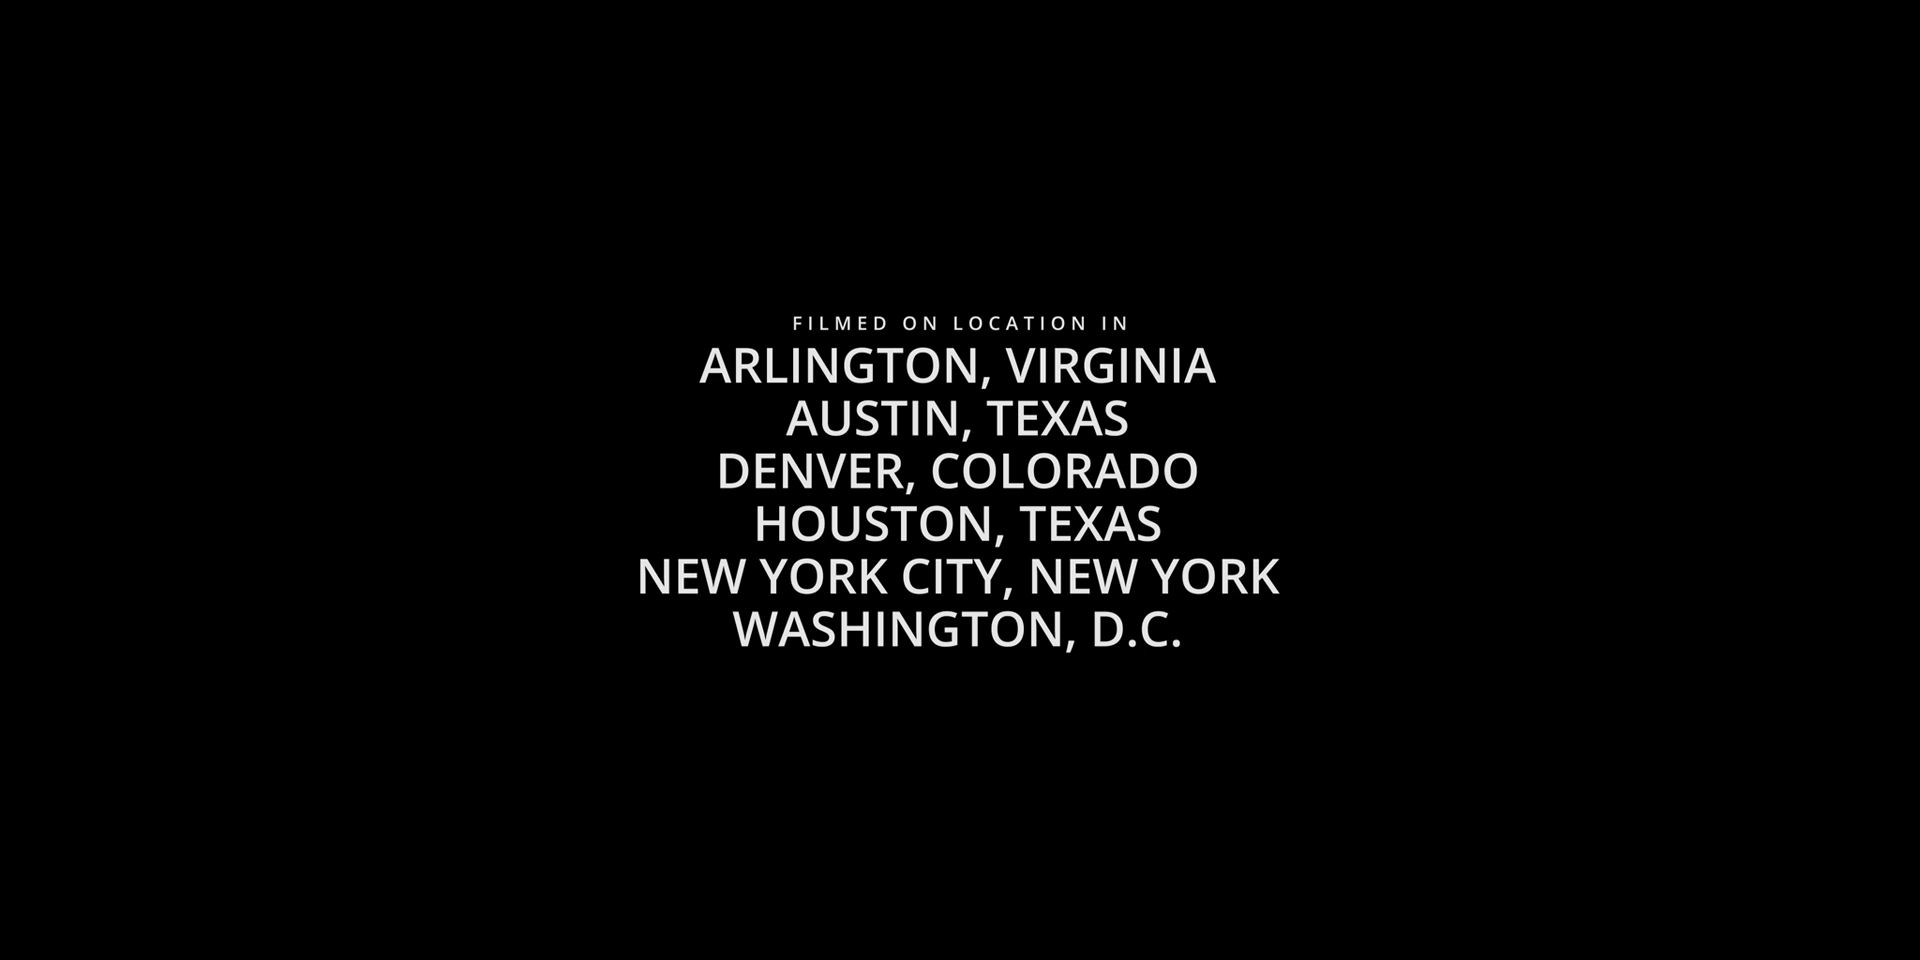 FILMED ON LOCATION IN
ARLINGTON, VIRGINIA
AUSTIN, TEXAS
DENVER, COLORADO
HOUSTON, TEXAS
NEW YORK CITY, NEW YORK
WASHINGTON, D.C.